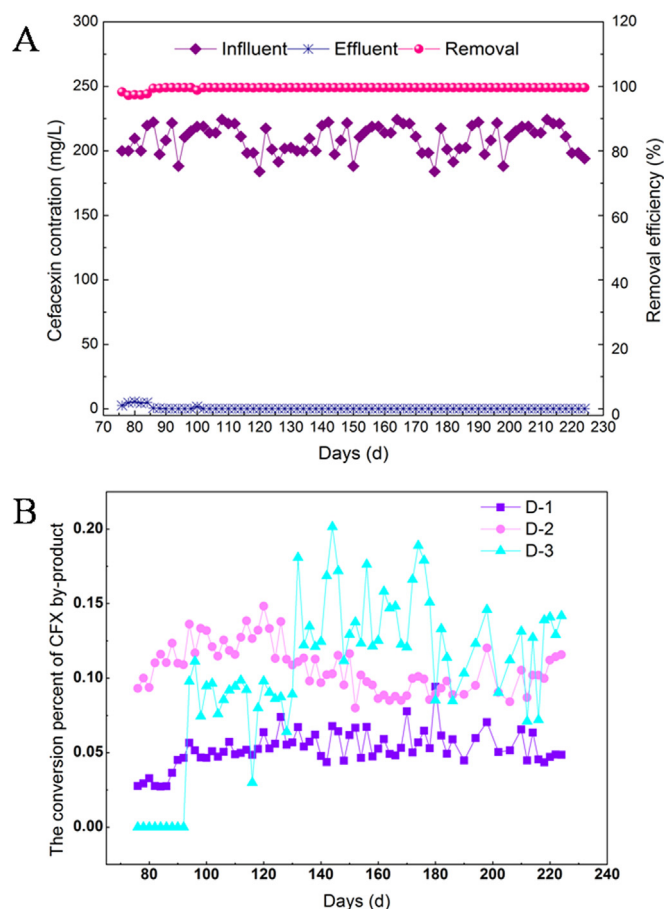 A
Inflluent Effluent Removal
Cefacexin contration (mg/L)
300
250
200
150
100
50
0
120
100
80
60
40
20
0
Removal efficiency (%)
70 80 90 100 110 120 130 140 150 160 170 180 190 200 210 220 230
Days (d)
B
D-1
D-2
D-3
The conversion percent of CFX by-product
0.20
0.15
0.10
0.05
0.00
80 100 120 140 160 180 200 220 240
Days (d)